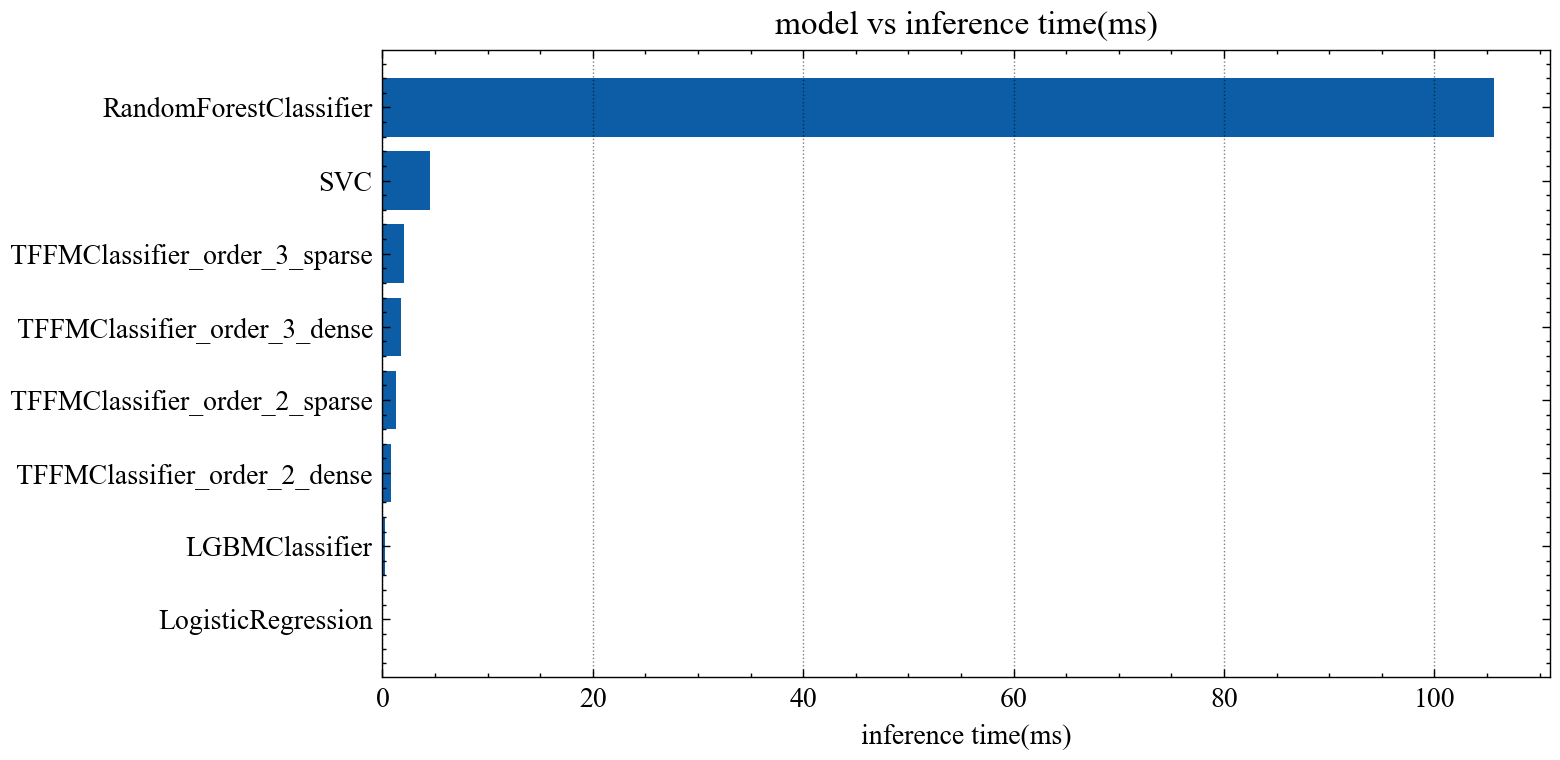 model vs inference time(ms)
RandomForestClassifier
SVC
TFFMClassifier_order_3_sparse
TFFMClassifier_order_3_dense
TFFMClassifier_order_2_sparse
TFFMClassifier_order_2_dense
LGBMClassifier
LogisticRegression
0 20 40 60 80 100
inference time(ms)